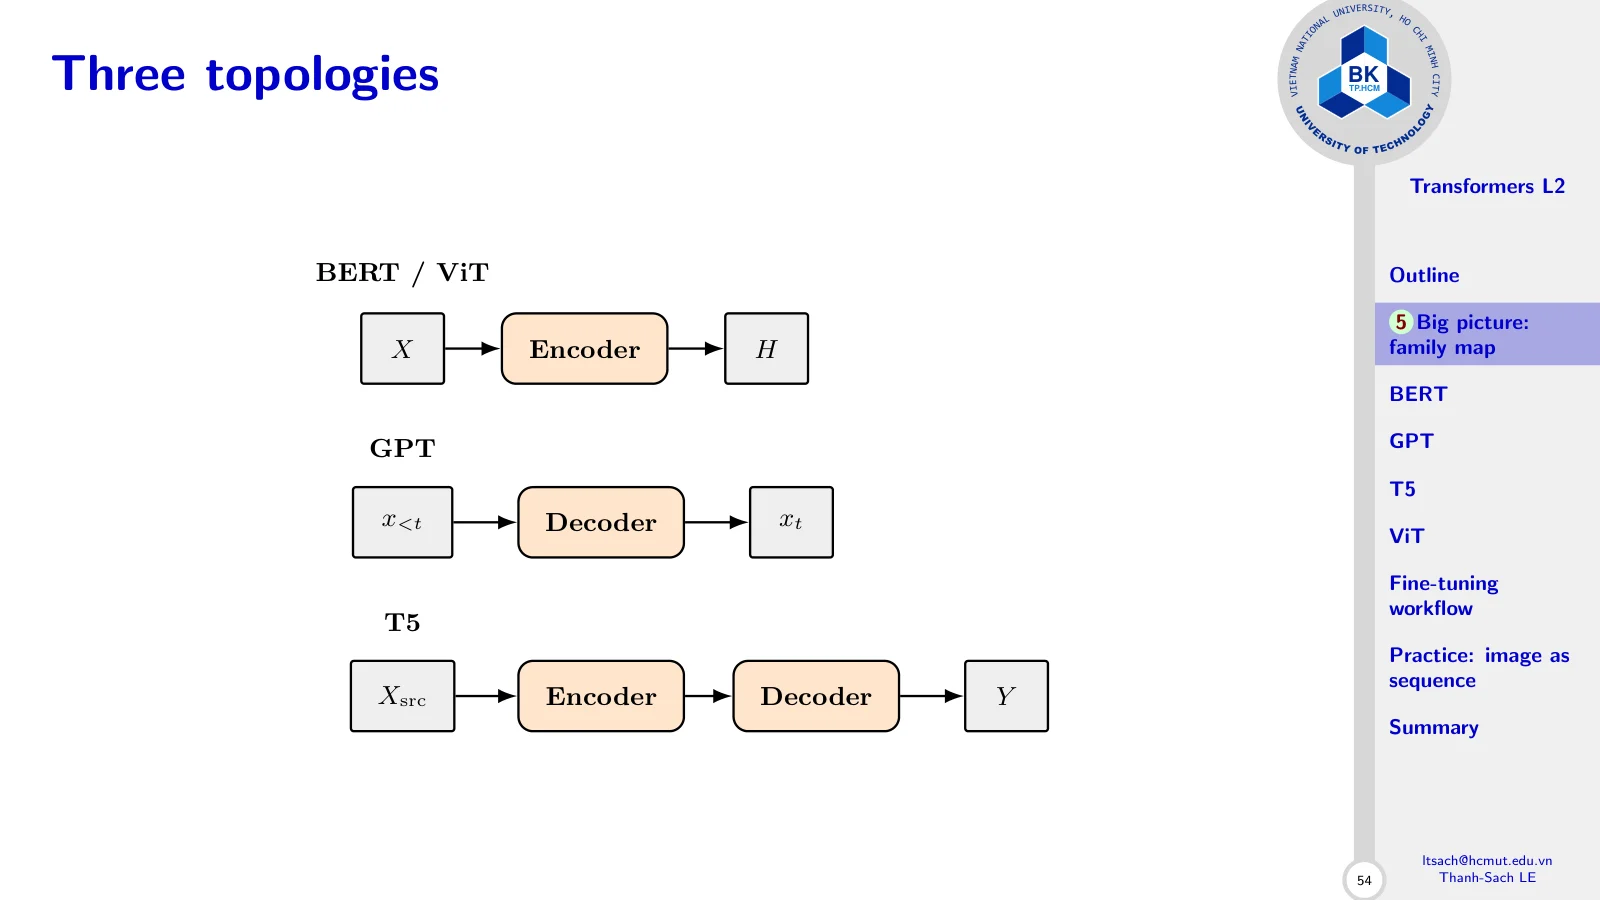 Three topologies
BERT / ViT
X
Encoder
H
GPT
x<t
Decoder
xt
T5
Xsrc
Encoder
Decoder
Y
VIETNAM NATIONAL UNIVERSITY, HO CHI MINH CITY
BK
TP.HCM
UNIVERSITY OF TECHNOLOGY
Transformers L2
Outline
5 Big picture:
family map
BERT
GPT
T5
ViT
Fine-tuning
workflow
Practice: image as
sequence
Summary
ltsach@hcmut.edu.vn
Thanh-Sach LE
54